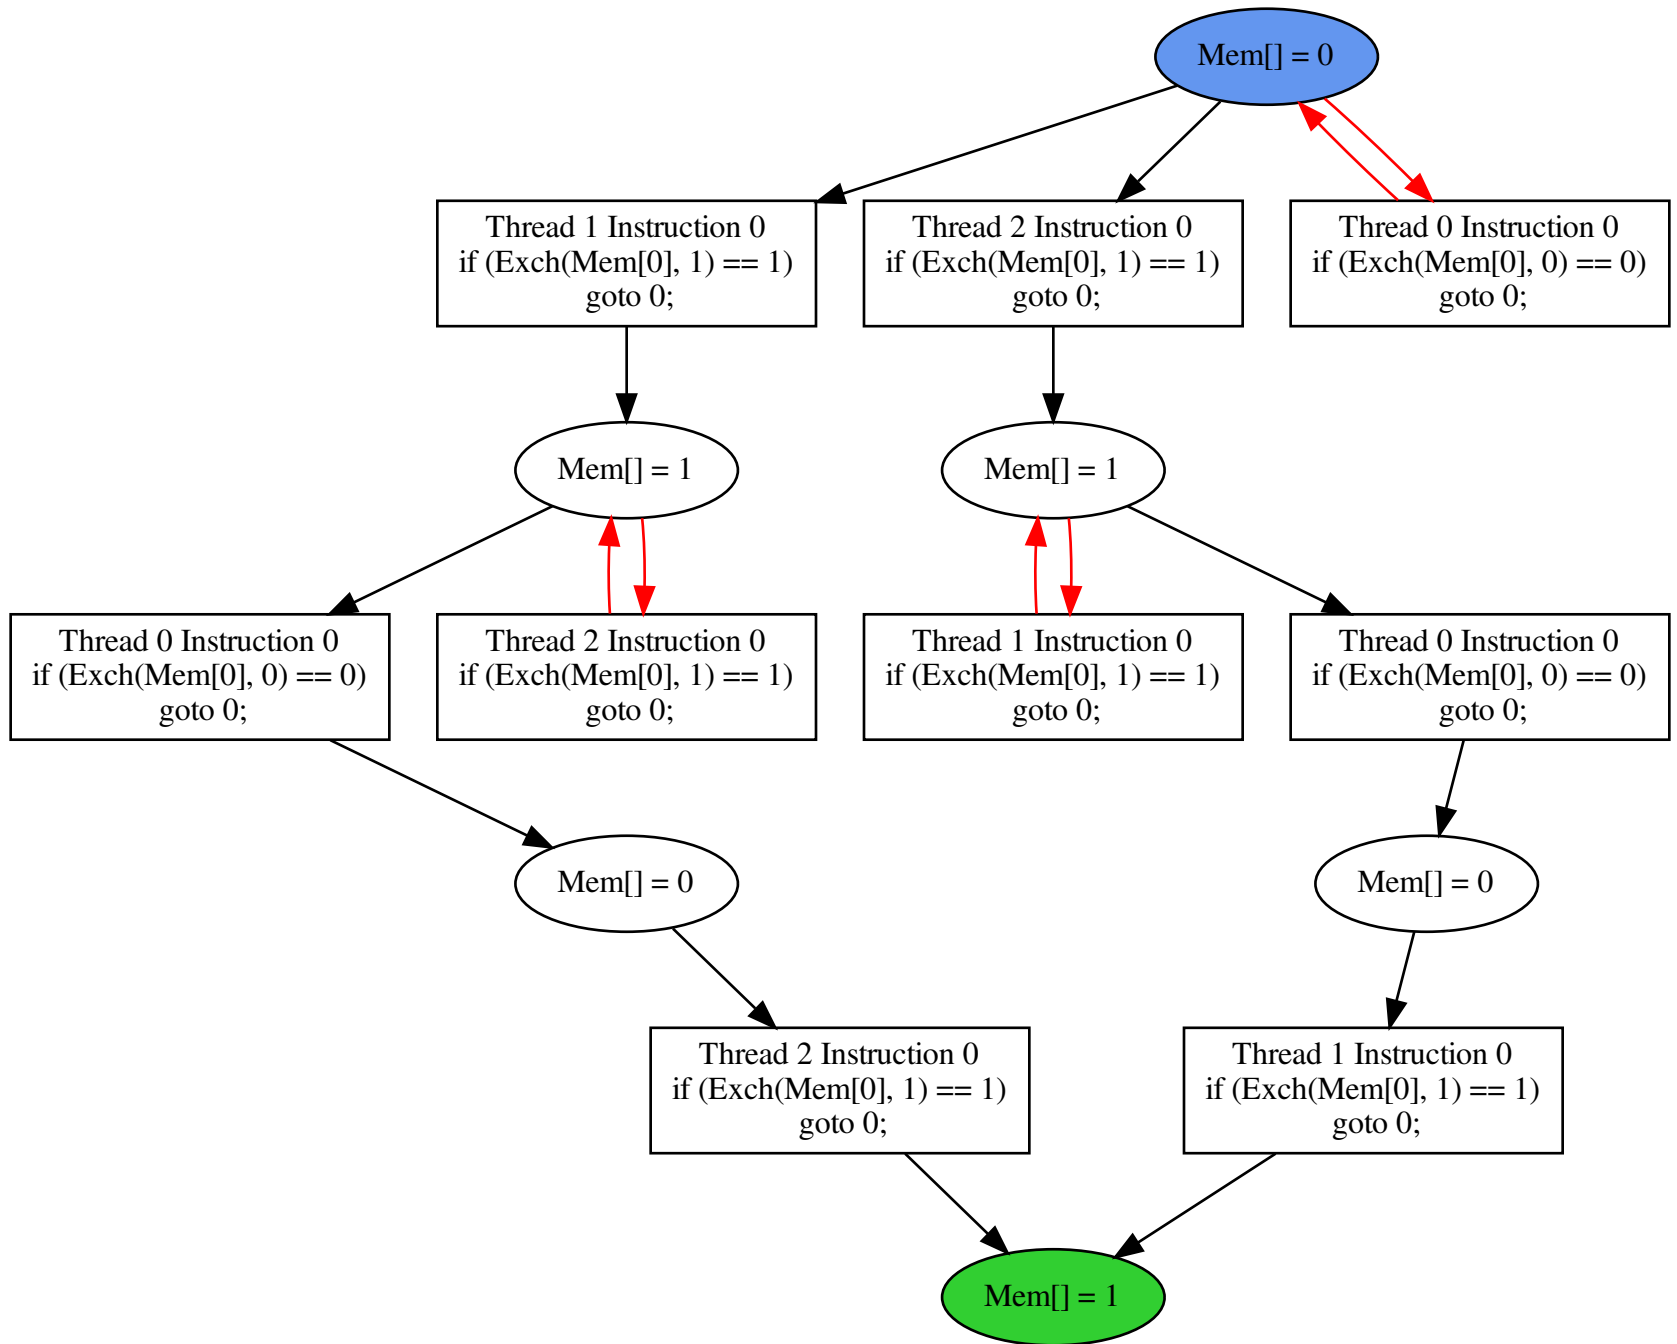 Mem[] = 0
Thread 1 Instruction 0
if (Exch(Mem[0], 1) == 1)
goto 0;
Thread 2 Instruction 0
if (Exch(Mem[0], 1) == 1)
goto 0;
Thread 0 Instruction 0
if (Exch(Mem[0], 0) == 0)
goto 0;
Mem[] = 1
Mem[] = 1
Thread 0 Instruction 0
if (Exch(Mem[0], 0) == 0)
goto 0;
Thread 2 Instruction 0
if (Exch(Mem[0], 1) == 1)
goto 0;
Thread 1 Instruction 0
if (Exch(Mem[0], 1) == 1)
goto 0;
Thread 0 Instruction 0
if (Exch(Mem[0], 0) == 0)
goto 0;
Mem[] = 0
Mem[] = 0
Thread 2 Instruction 0
if (Exch(Mem[0], 1) == 1)
goto 0;
Thread 1 Instruction 0
if (Exch(Mem[0], 1) == 1)
goto 0;
Mem[] = 1